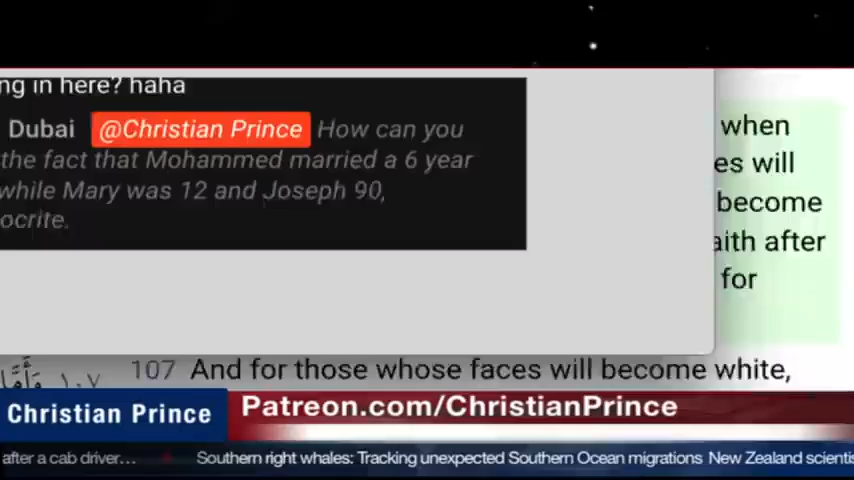 ng in here? haha
Dubai @Christian Prince How can you
the fact that Mohammed married a 6 year
while Mary was 12 and Joseph 90,
ocrite.
when
es will
become
aith after
for
107 And for those whose faces will become white,
١٠٧ وَأَمَّا
Christian Prince
Patreon.com/ChristianPrince
after a cab driver... Southern right whales: Tracking unexpected Southern Ocean migrations New Zealand scientis